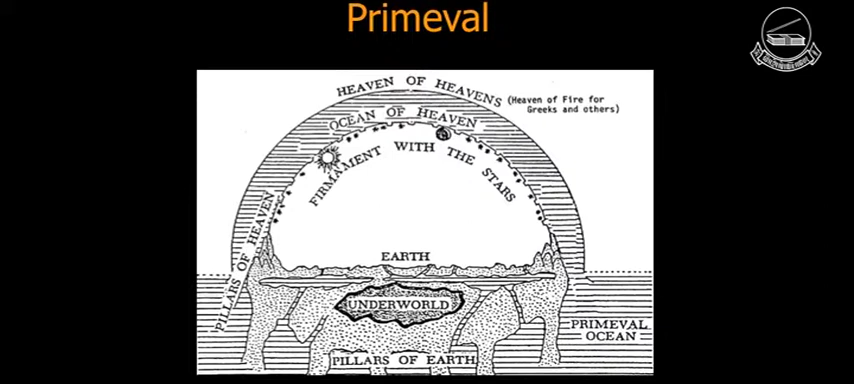 Primeval
HEAVEN OF HEAVENS
(Heaven of Fire for
Greeks and others)
OCEAN OF HEAVEN
FIRMAMENT WITH THE STARS
PILLARS OF HEAVEN
EARTH
UNDERWORLD
PRIMEVAL
OCEAN
PILLARS OF EARTH